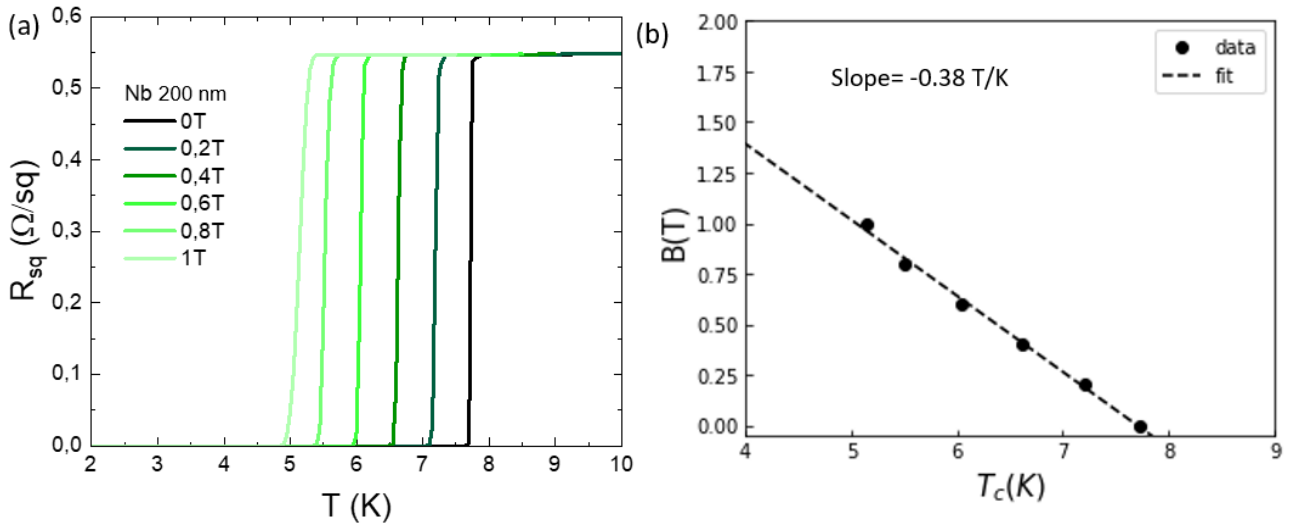 (a)
0,6
0,5
0,4
0,3
0,2
0,1
0,0
R_sq (Ω/sq)
Nb 200 nm
0T
0,2T
0,4T
0,6T
0,8T
1T
2 3 4 5 6 7 8 9 10
T (K)
(b)
2.00
1.75
1.50
1.25
1.00
0.75
0.50
0.25
0.00
B(T)
Slope= -0.38 T/K
data
fit
4 5 6 7 8 9
T_c(K)